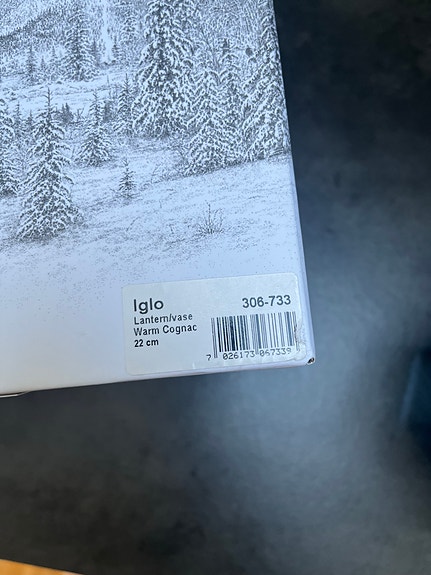 Iglo
306-733
Lantern/vase
Warm Cognac
22 cm
7 026173 067339